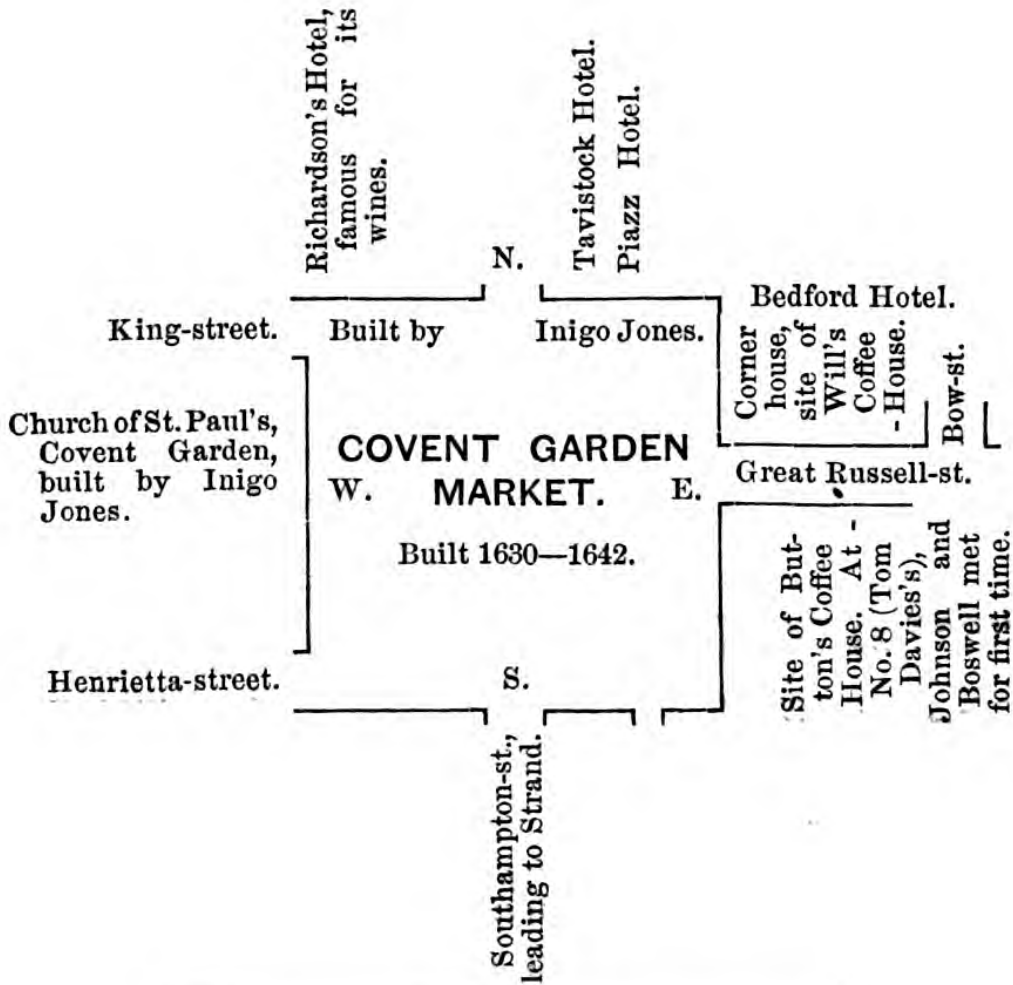 Richardson's Hotel,
famous for its
wines.
Tavistock Hotel.
Piazz Hotel.
N.
Bedford Hotel.
King-street.
Built by
Inigo Jones.
Corner
house,
site of
Will's
Coffee
-House.
Bow-st.
Church of St. Paul's,
Covent Garden,
built by Inigo
Jones.
COVENT GARDEN
W. MARKET. E.
Great Russell-st.
Built 1630—1642.
Site of But-
ton's Coffee
House. At -
No. 8 (Tom
Davies's),
Johnson and
Boswell met
for first time.
Henrietta-street.
S.
Southampton-st.,
leading to Strand.